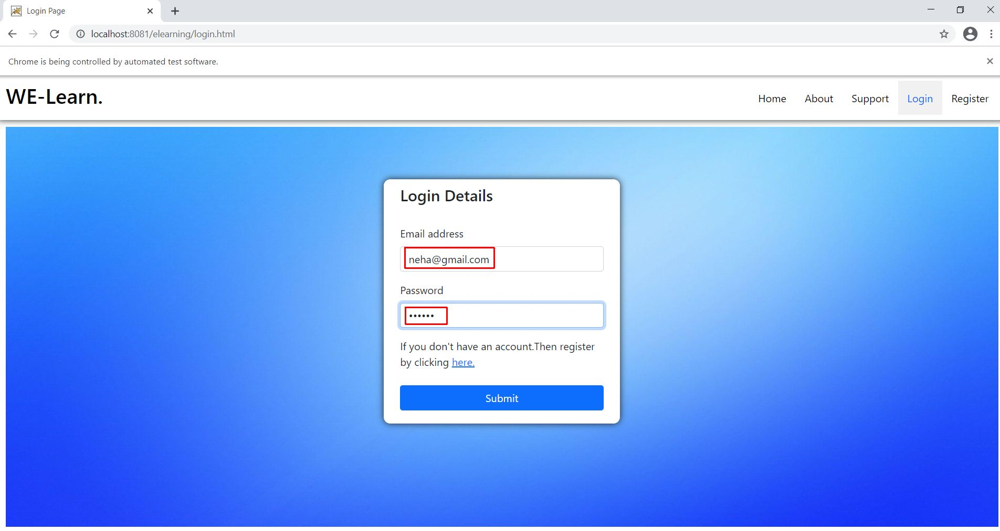 Login Page
localhost:8081/elearning/login.html
Chrome is being controlled by automated test software.
WE-Learn.
Home About Support Login Register
Login Details
Email address
neha@gmail.com
Password
••••••
If you don't have an account.Then register
by clicking here.
Submit